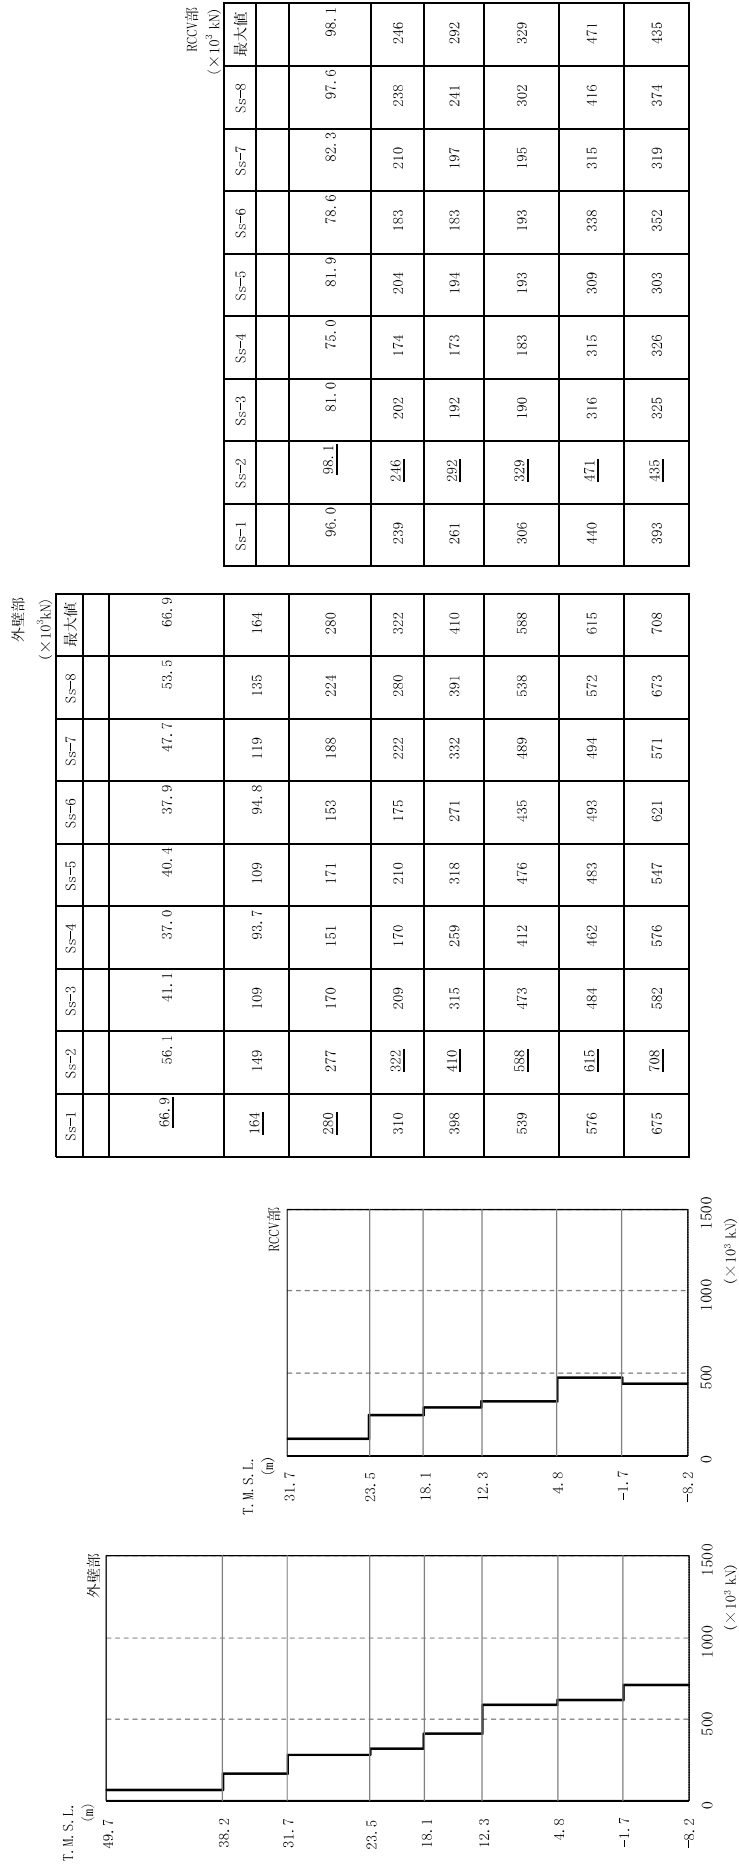 T.M.S.L.
(m)
外壁部
49.7
38.2
31.7
23.5
18.1
12.3
4.8
-1.7
-8.2
0 500 1000 1500
(×10³ kN)
T.M.S.L.
(m)
RCCV部
31.7
23.5
18.1
12.3
4.8
-1.7
-8.2
0 500 1000 1500
(×10³ kN)
外壁部
(×10³kN)
Ss-1 Ss-2 Ss-3 Ss-4 Ss-5 Ss-6 Ss-7 Ss-8 最大値
66.9 56.1 41.1 37.0 40.4 37.9 47.7 53.5 66.9
164 149 109 93.7 109 94.8 119 135 164
280 277 170 151 171 153 188 224 280
310 322 209 170 210 175 222 280 322
398 410 315 259 318 271 332 391 410
539 588 473 412 476 435 489 538 588
576 615 484 462 483 493 494 572 615
675 708 582 576 547 621 571 673 708
RCCV部
(×10³ kN)
Ss-1 Ss-2 Ss-3 Ss-4 Ss-5 Ss-6 Ss-7 Ss-8 最大値
96.0 98.1 81.0 75.0 81.9 78.6 82.3 97.6 98.1
239 246 202 174 204 183 210 238 246
261 292 192 173 194 183 197 241 292
306 329 190 183 193 193 195 302 329
440 471 316 315 309 338 315 416 471
393 435 325 326 303 352 319 374 435